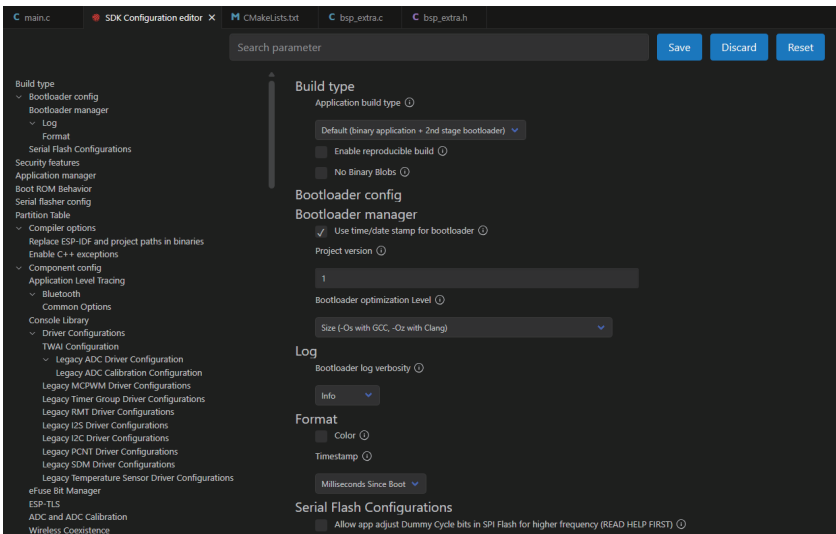 C main.c
SDK Configuration editor ×
M CMakeLists.txt
C bsp_extra.c
C bsp_extra.h
Search parameter
Save
Discard
Reset
Build type
Bootloader config
Bootloader manager
Log
Format
Serial Flash Configurations
Security features
Application manager
Boot ROM Behavior
Serial flasher config
Partition Table
Compiler options
Replace ESP-IDF and project paths in binaries
Enable C++ exceptions
Component config
Application Level Tracing
Bluetooth
Common Options
Console Library
Driver Configurations
TWAI Configuration
Legacy ADC Driver Configuration
Legacy ADC Calibration Configuration
Legacy MCPWM Driver Configurations
Legacy Timer Group Driver Configurations
Legacy RMT Driver Configurations
Legacy I2S Driver Configurations
Legacy I2C Driver Configurations
Legacy PCNT Driver Configurations
Legacy SDM Driver Configurations
Legacy Temperature Sensor Driver Configurations
eFuse Bit Manager
ESP-TLS
ADC and ADC Calibration
Wireless Coexistence
Build type
Application build type
Default (binary application + 2nd stage bootloader)
Enable reproducible build
No Binary Blobs
Bootloader config
Bootloader manager
Use time/date stamp for bootloader
Project version
1
Bootloader optimization Level
Size (-Os with GCC, -Oz with Clang)
Log
Bootloader log verbosity
Info
Format
Color
Timestamp
Milliseconds Since Boot
Serial Flash Configurations
Allow app adjust Dummy Cycle bits in SPI Flash for higher frequency (READ HELP FIRST)